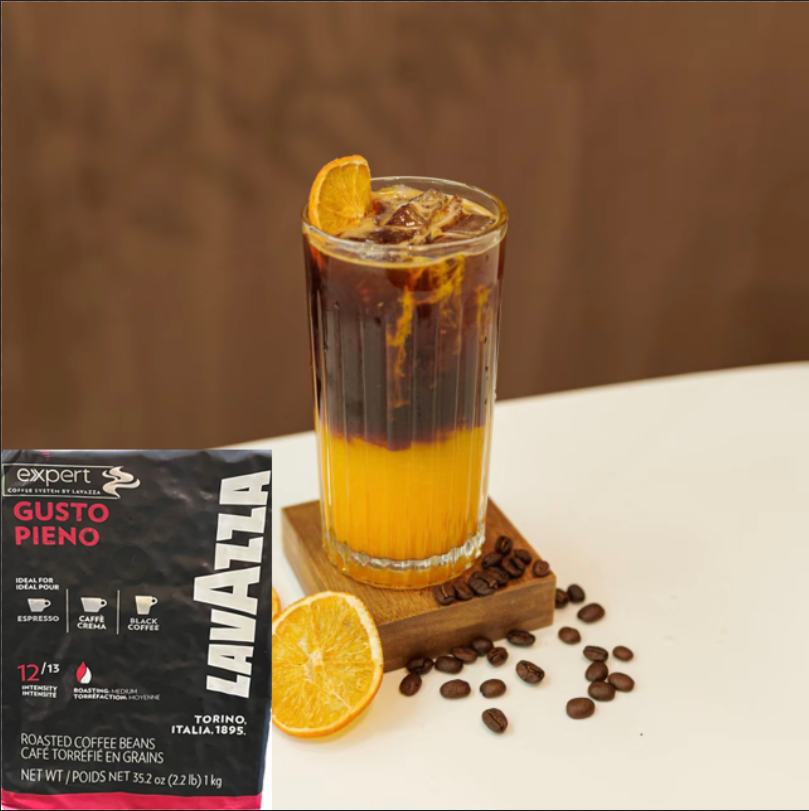 expert
COFFEE SYSTEM BY LAVAZZA
GUSTO
PIENO
LAVAZZA
IDEAL FOR
IDÉAL POUR
ESPRESSO
CAFFÈ
CREMA
BLACK
COFFEE
12/13
INTENSITY
INTENSITÉ
ROASTING: MEDIUM
TORRÉFACTION: MOYENNE
TORINO,
ITALIA, 1895.
ROASTED COFFEE BEANS
CAFÉ TORRÉFIÉ EN GRAINS
NET WT / POIDS NET 35.2 oz (2.2 lb) 1 kg